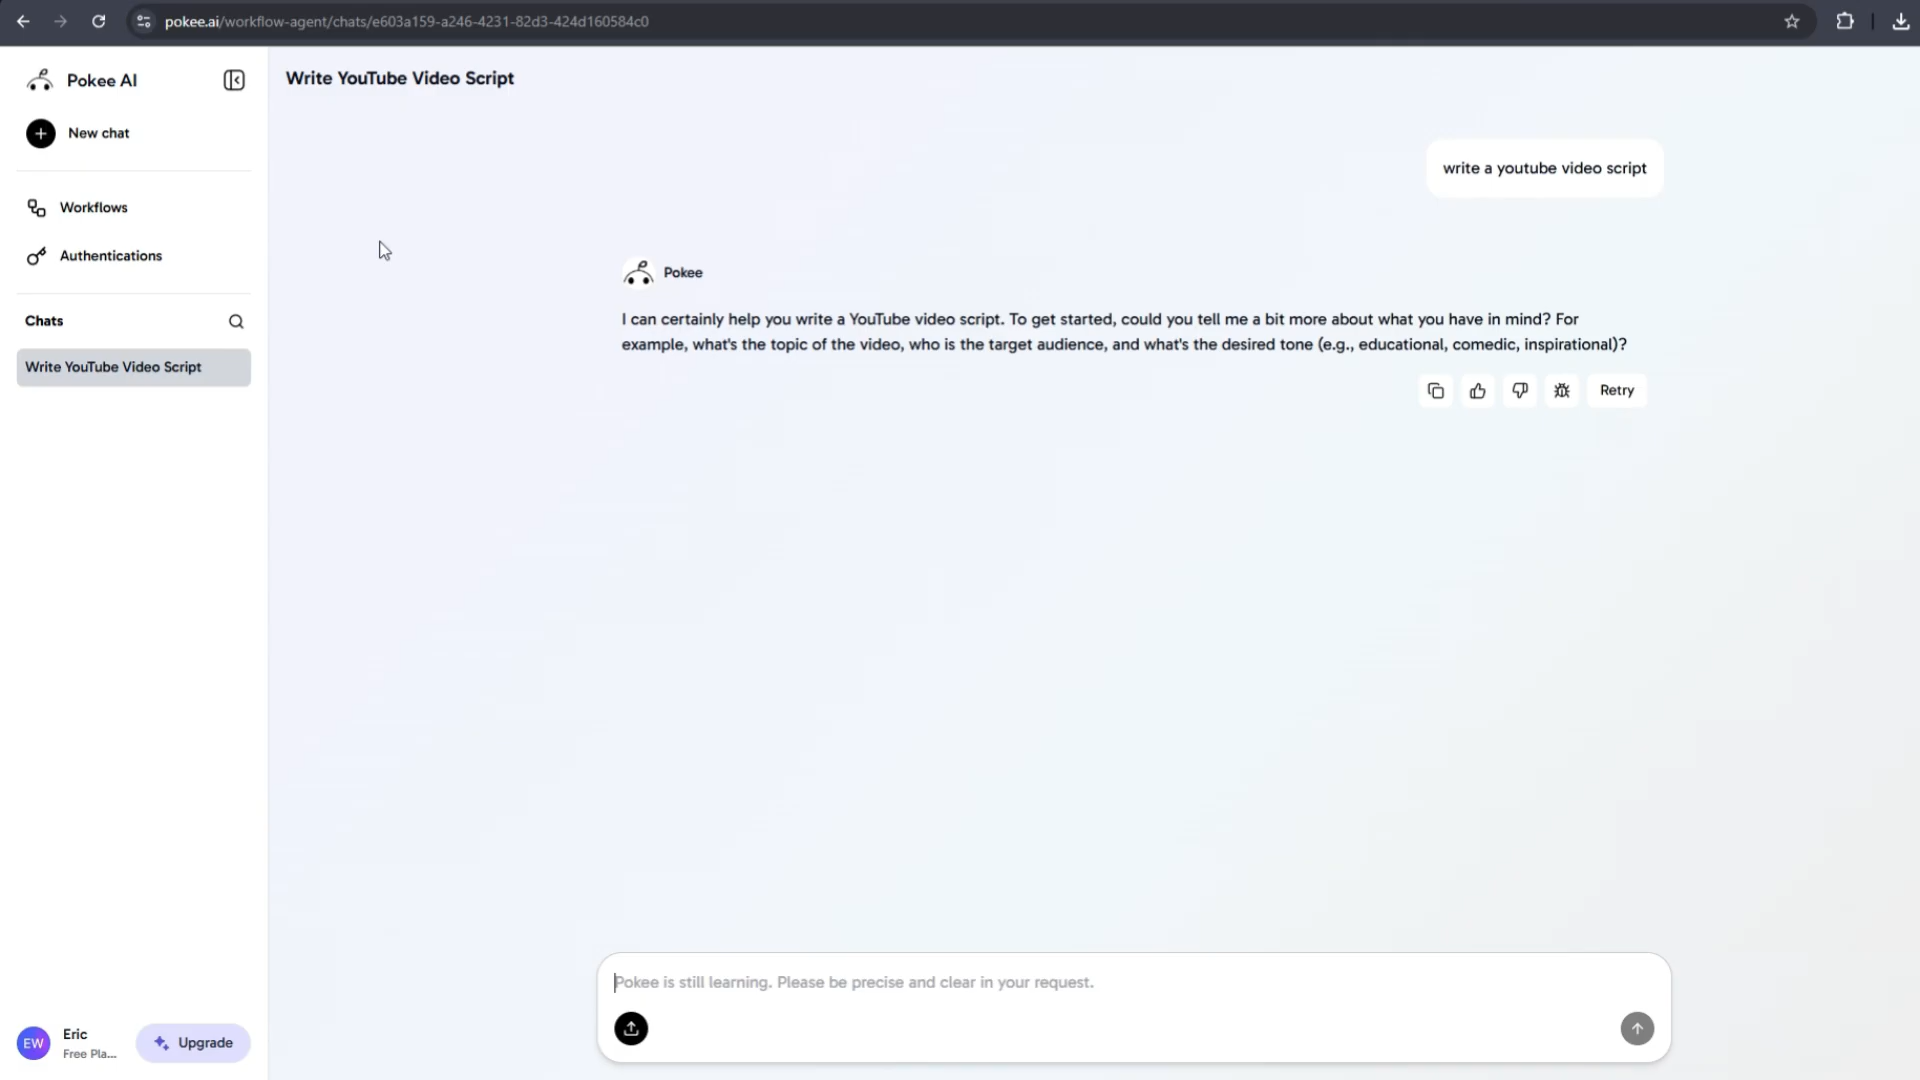 pokee.ai/workflow-agent/chats/e603a159-a246-4231-82d3-424d160584c0
Pokee AI
New chat
Workflows
Authentications
Chats
Write YouTube Video Script
EW
Eric
Free Pla...
Upgrade
Write YouTube Video Script
write a youtube video script
Pokee
I can certainly help you write a YouTube video script. To get started, could you tell me a bit more about what you have in mind? For
example, what's the topic of the video, who is the target audience, and what's the desired tone (e.g., educational, comedic, inspirational)?
Retry
Pokee is still learning. Please be precise and clear in your request.